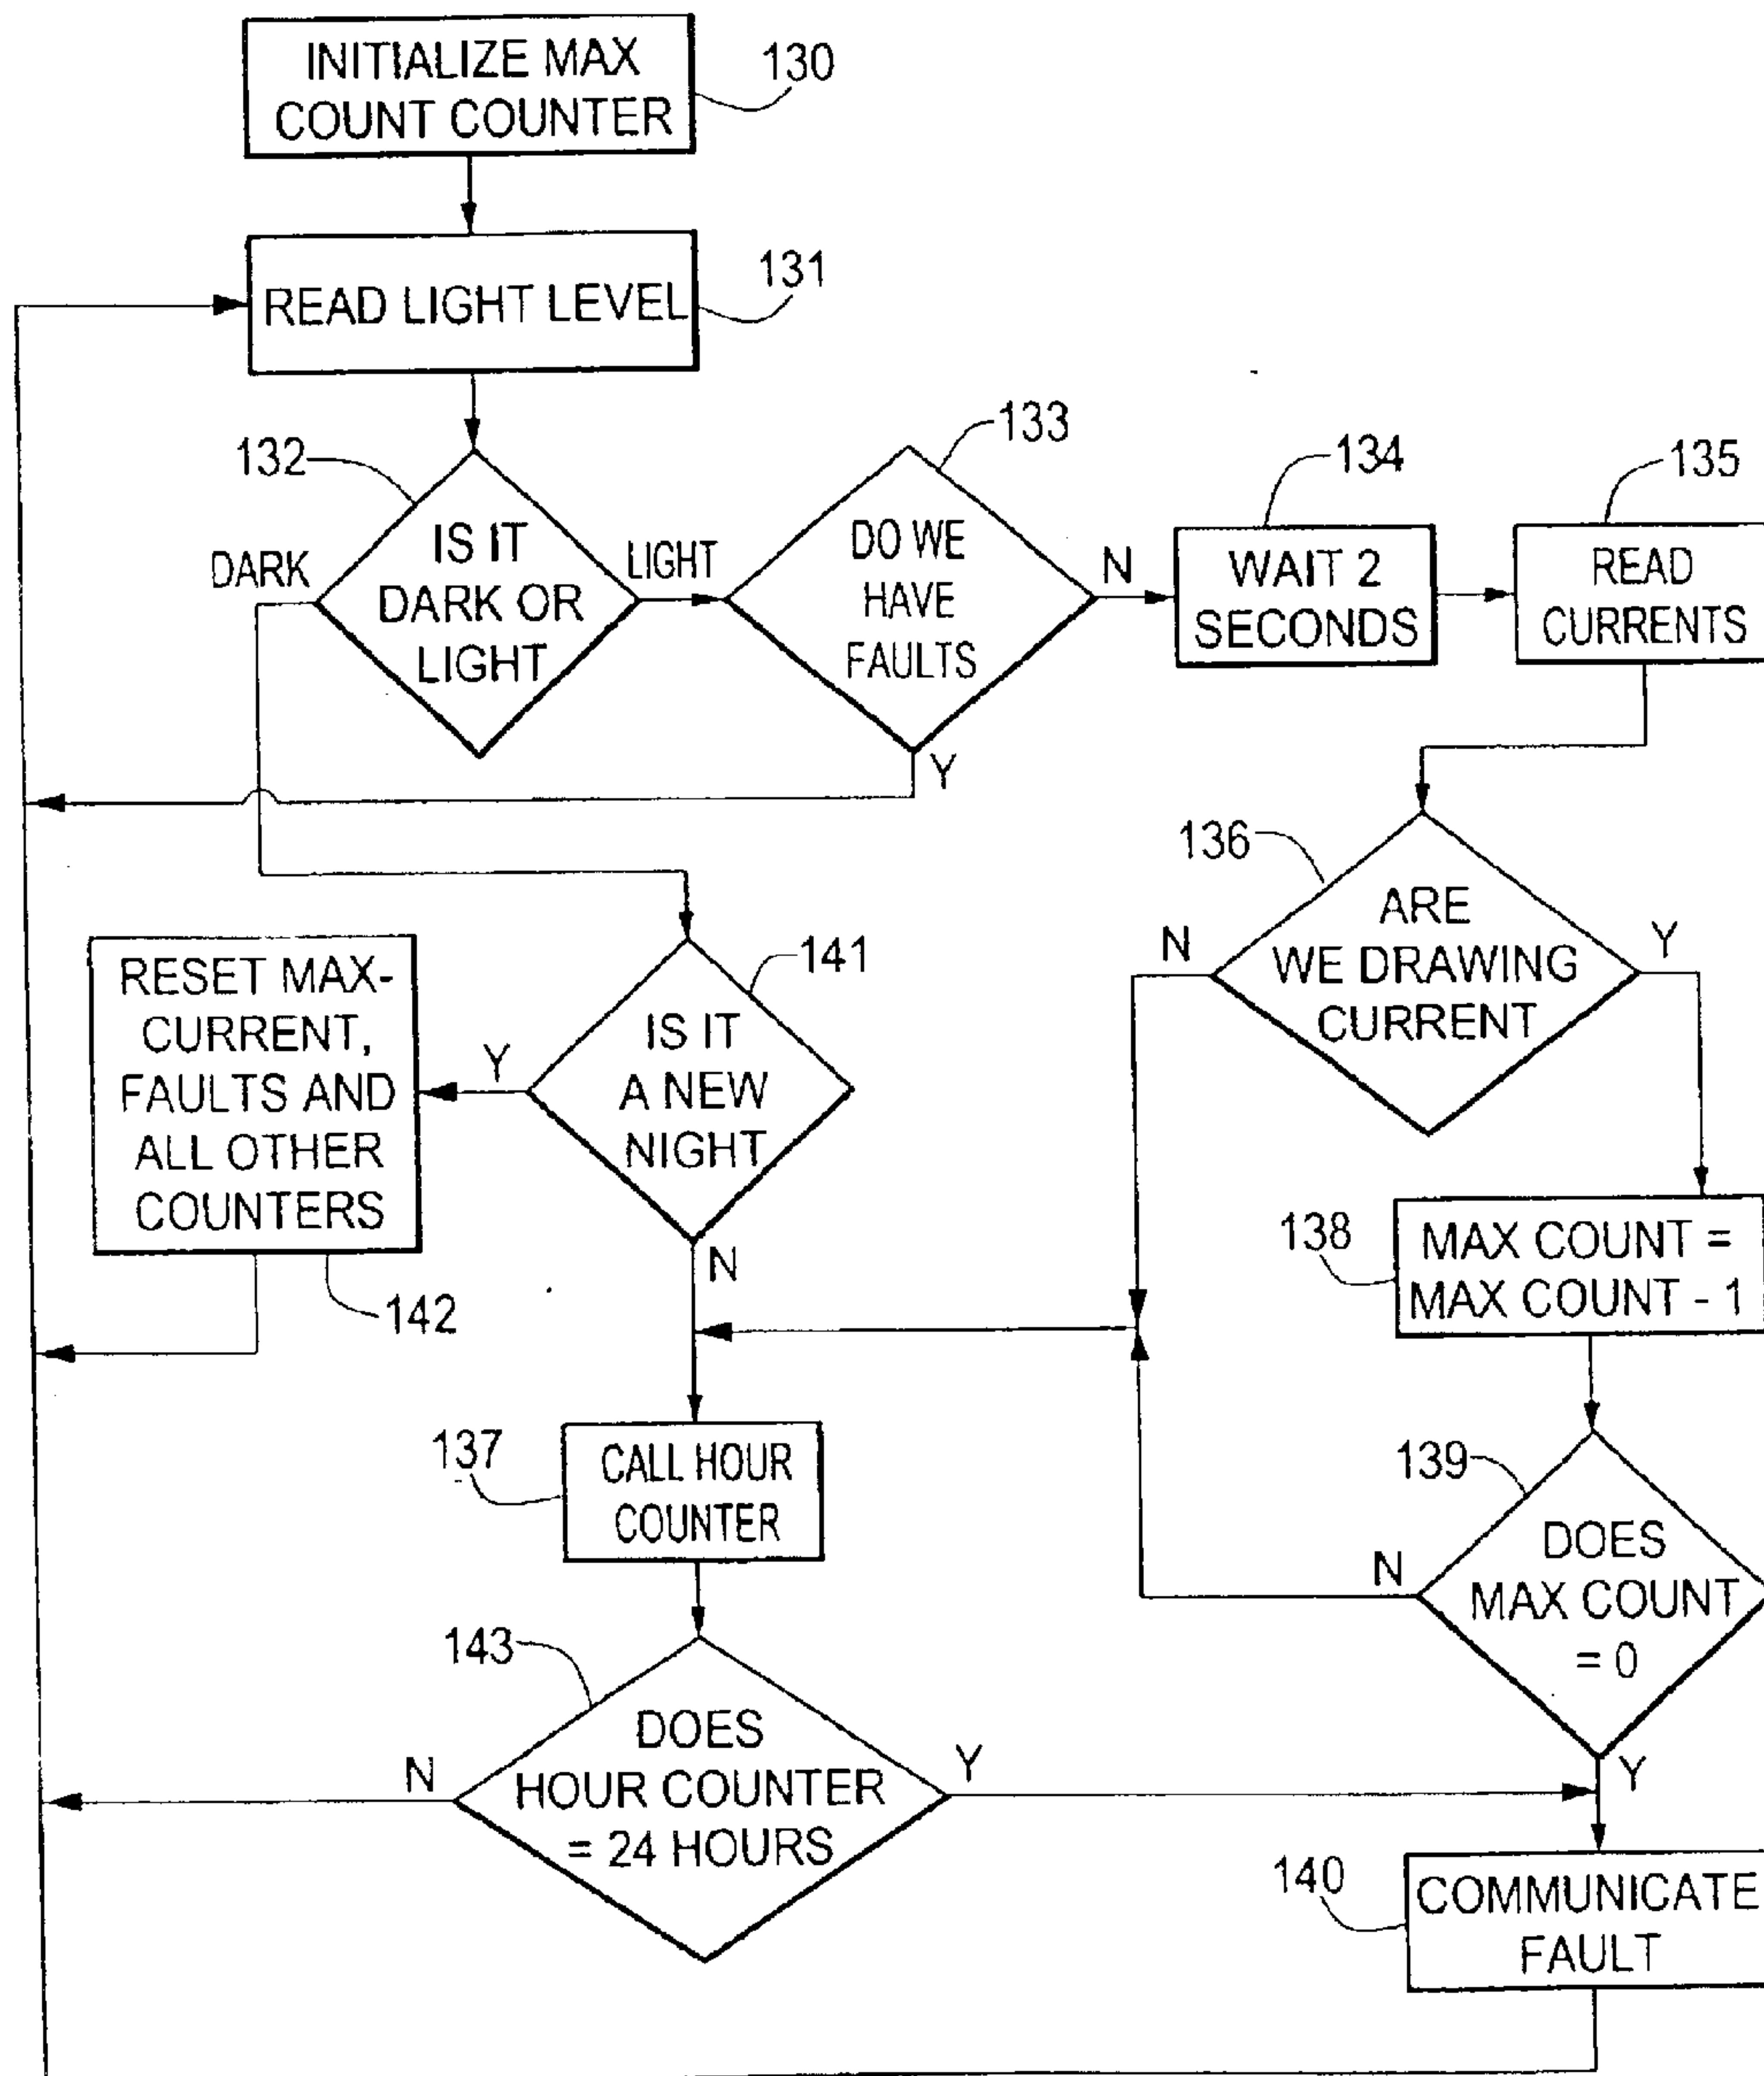 INITIALIZE MAX
COUNT COUNTER
130
READ LIGHT LEVEL
131
132
IS IT
DARK OR
LIGHT
DARK
LIGHT
133
DO WE
HAVE
FAULTS
N
Y
134
WAIT 2
SECONDS
135
READ
CURRENTS
136
ARE
WE DRAWING
CURRENT
N
Y
141
IS IT
A NEW
NIGHT
Y
N
RESET MAX-
CURRENT,
FAULTS AND
ALL OTHER
COUNTERS
142
138
MAX COUNT =
MAX COUNT - 1
137
CALL HOUR
COUNTER
139
DOES
MAX COUNT
= 0
N
Y
143
DOES
HOUR COUNTER
= 24 HOURS
N
Y
140
COMMUNICATE
FAULT